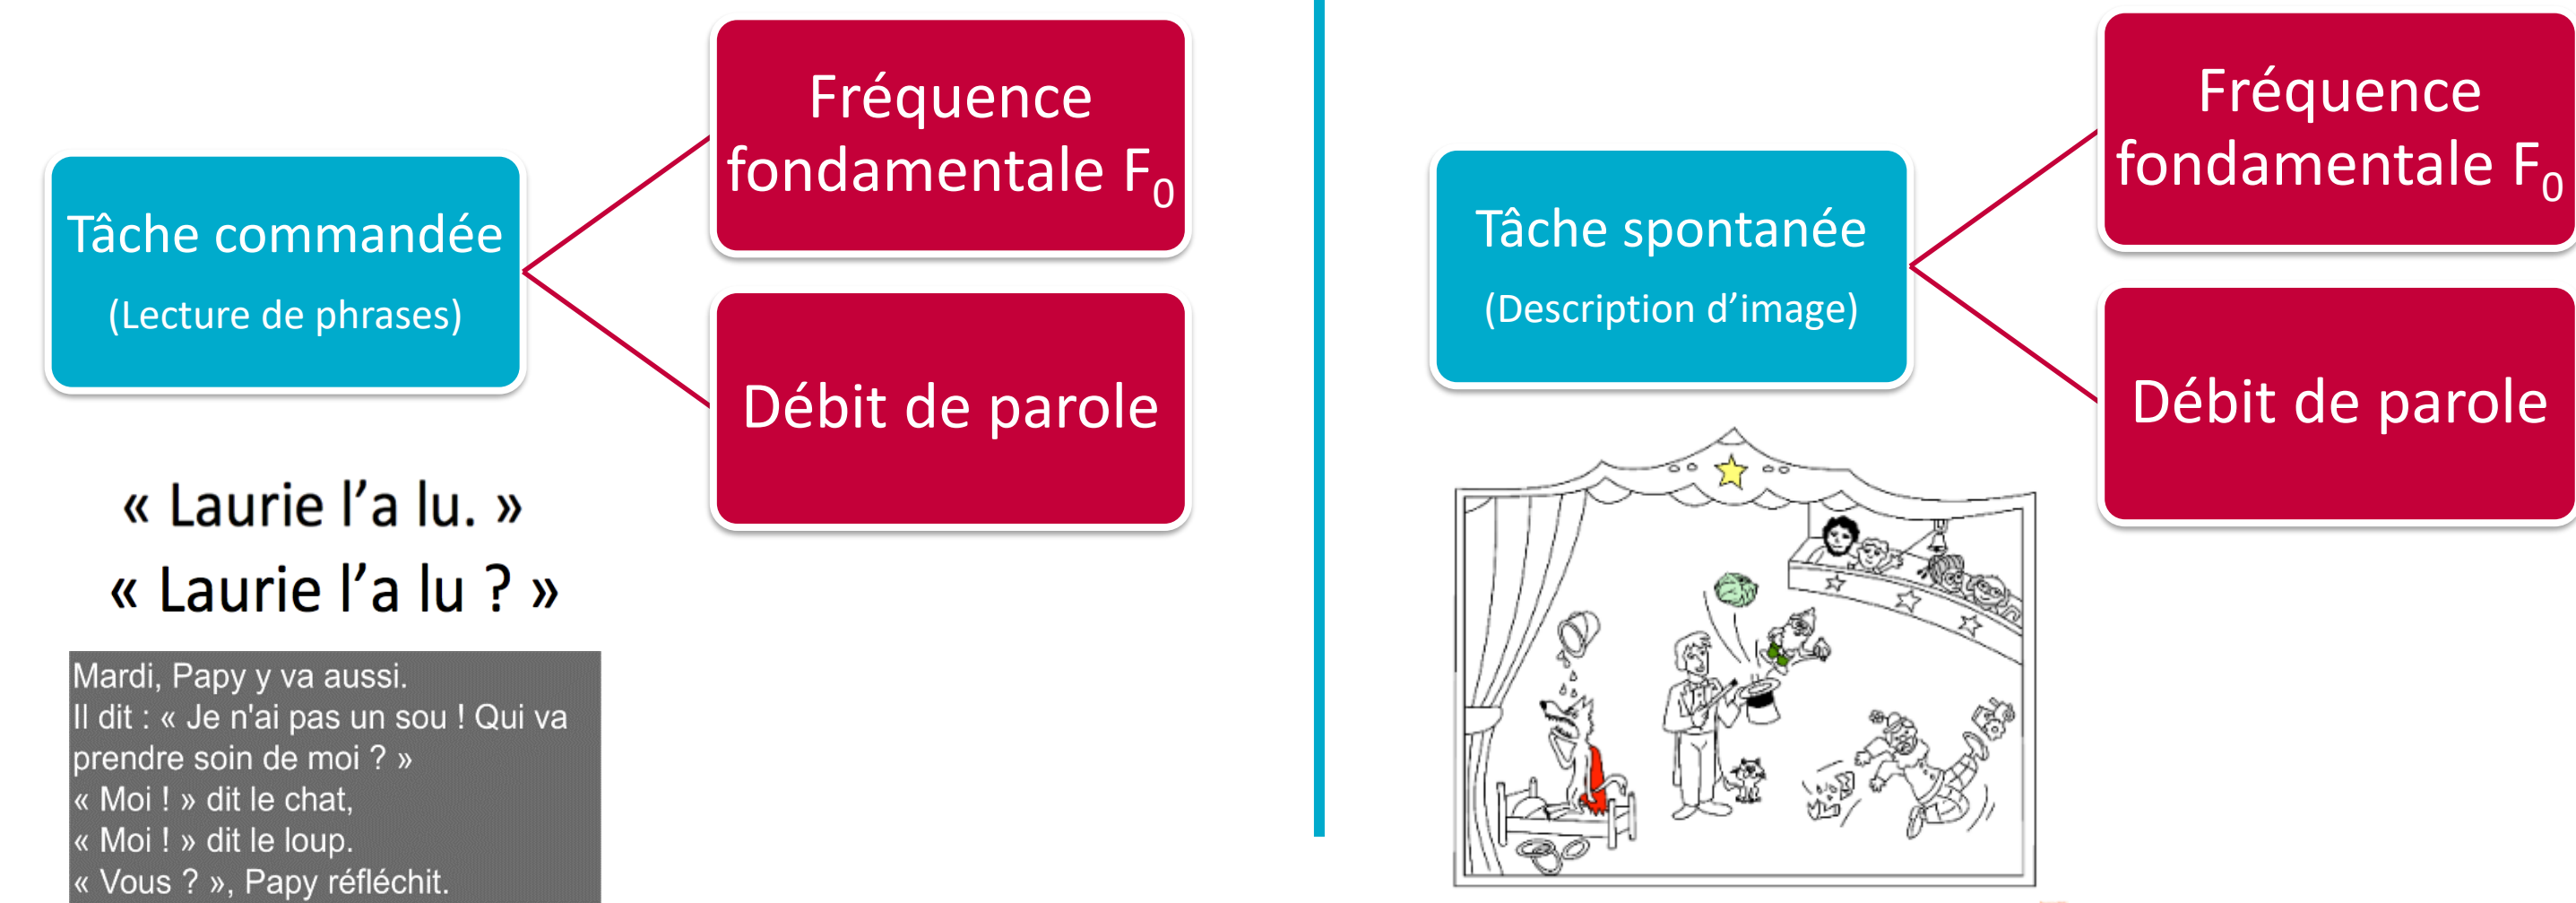 Tâche commandée
(Lecture de phrases)
Fréquence
fondamentale F₀
Débit de parole
« Laurie l’a lu. »
« Laurie l’a lu ? »
Mardi, Papy y va aussi.
Il dit : « Je n'ai pas un sou ! Qui va
prendre soin de moi ? »
« Moi ! » dit le chat,
« Moi ! » dit le loup.
« Vous ? », Papy réfléchit.
Tâche spontanée
(Description d’image)
Fréquence
fondamentale F₀
Débit de parole